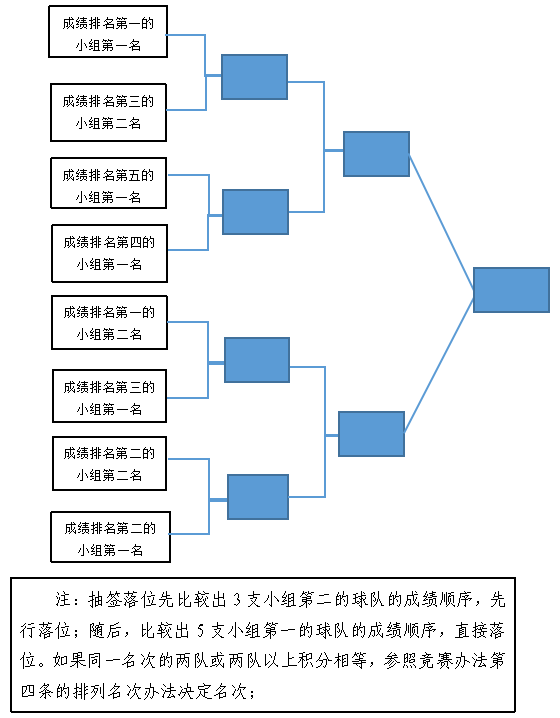 成绩排名第一的
小组第一名
成绩排名第三的
小组第二名
成绩排名第五的
小组第一名
成绩排名第四的
小组第一名
成绩排名第一的
小组第二名
成绩排名第三的
小组第一名
成绩排名第二的
小组第二名
成绩排名第二的
小组第一名
注：抽签落位先比较出 3 支小组第二的球队的成绩顺序，先
行落位；随后，比较出 5 支小组第一的球队的成绩顺序，直接落
位。如果同一名次的两队或两队以上积分相等，参照竞赛办法第
四条的排列名次办法决定名次；